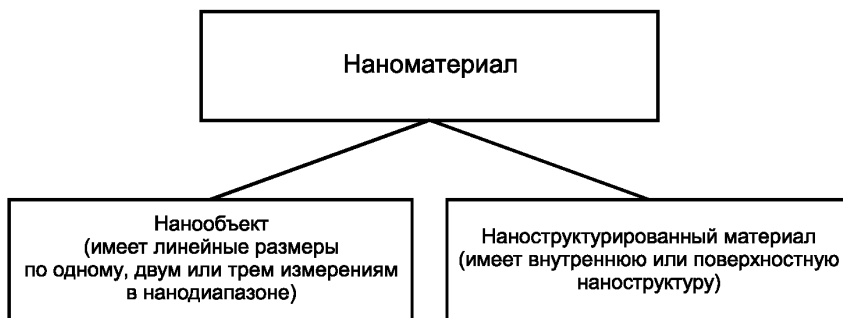 Наноматериал
Нанообъект
(имеет линейные размеры
по одному, двум или трем измерениям
в нанодиапазоне)
Наноструктурированный материал
(имеет внутреннюю или поверхностную
наноструктуру)